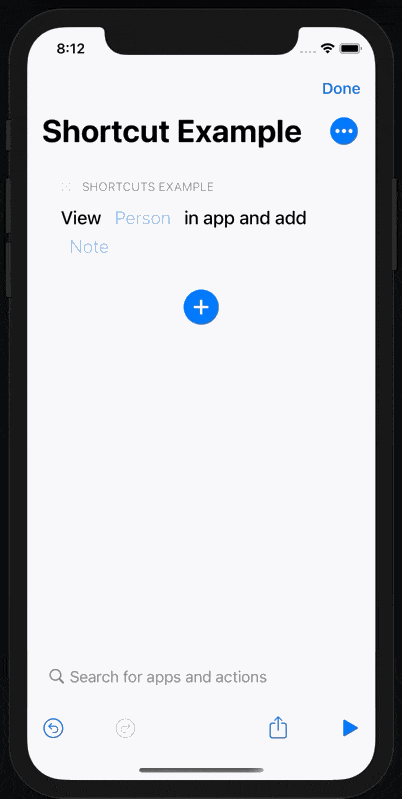 8:12
Done
Shortcut Example
SHORTCUTS EXAMPLE
View Person in app and add
Note
Search for apps and actions